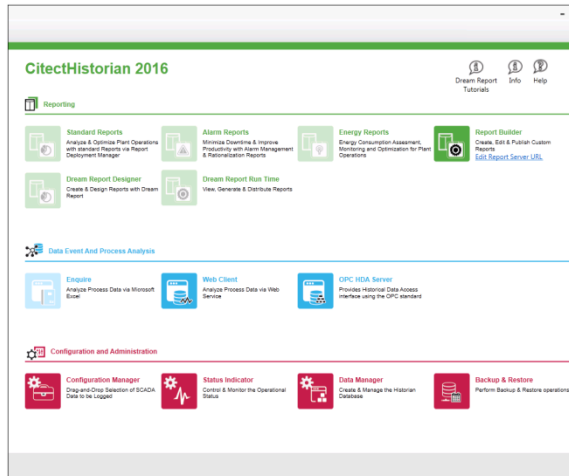 CitectHistorian 2016
Dream Report
Tutorials
Info
Help
Reporting
Standard Reports
Analyze & Optimize Plant Operations
with standard Reports via Report
Deployment Manager
Alarm Reports
Minimize Downtime & Improve
Productivity with Alarm Management
& Rationalization Reports
Energy Reports
Energy Consumption Assesment,
Monitoring and Optimization for Plant
Operations
Report Builder
Create, Edit & Publish Custom
Reports
Edit Report Server URL
Dream Report Designer
Create & Design Reports with Dream
Report
Dream Report Run Time
View, Generate & Distribute Reports
Data Event And Process Analysis
Enquire
Analyze Process Data via Microsoft
Excel
Web Client
Analyze Process Data via Web
Service
OPC HDA Server
Provides Historical Data Access
interface using the OPC standard
Configuration and Administration
Configuration Manager
Drag-and-Drop Selection of SCADA
Data to be Logged
Status Indicator
Control & Monitor the Operational
Status
Data Manager
Create & Manage the Historian
Database
Backup & Restore
Perform Backup & Restore operations